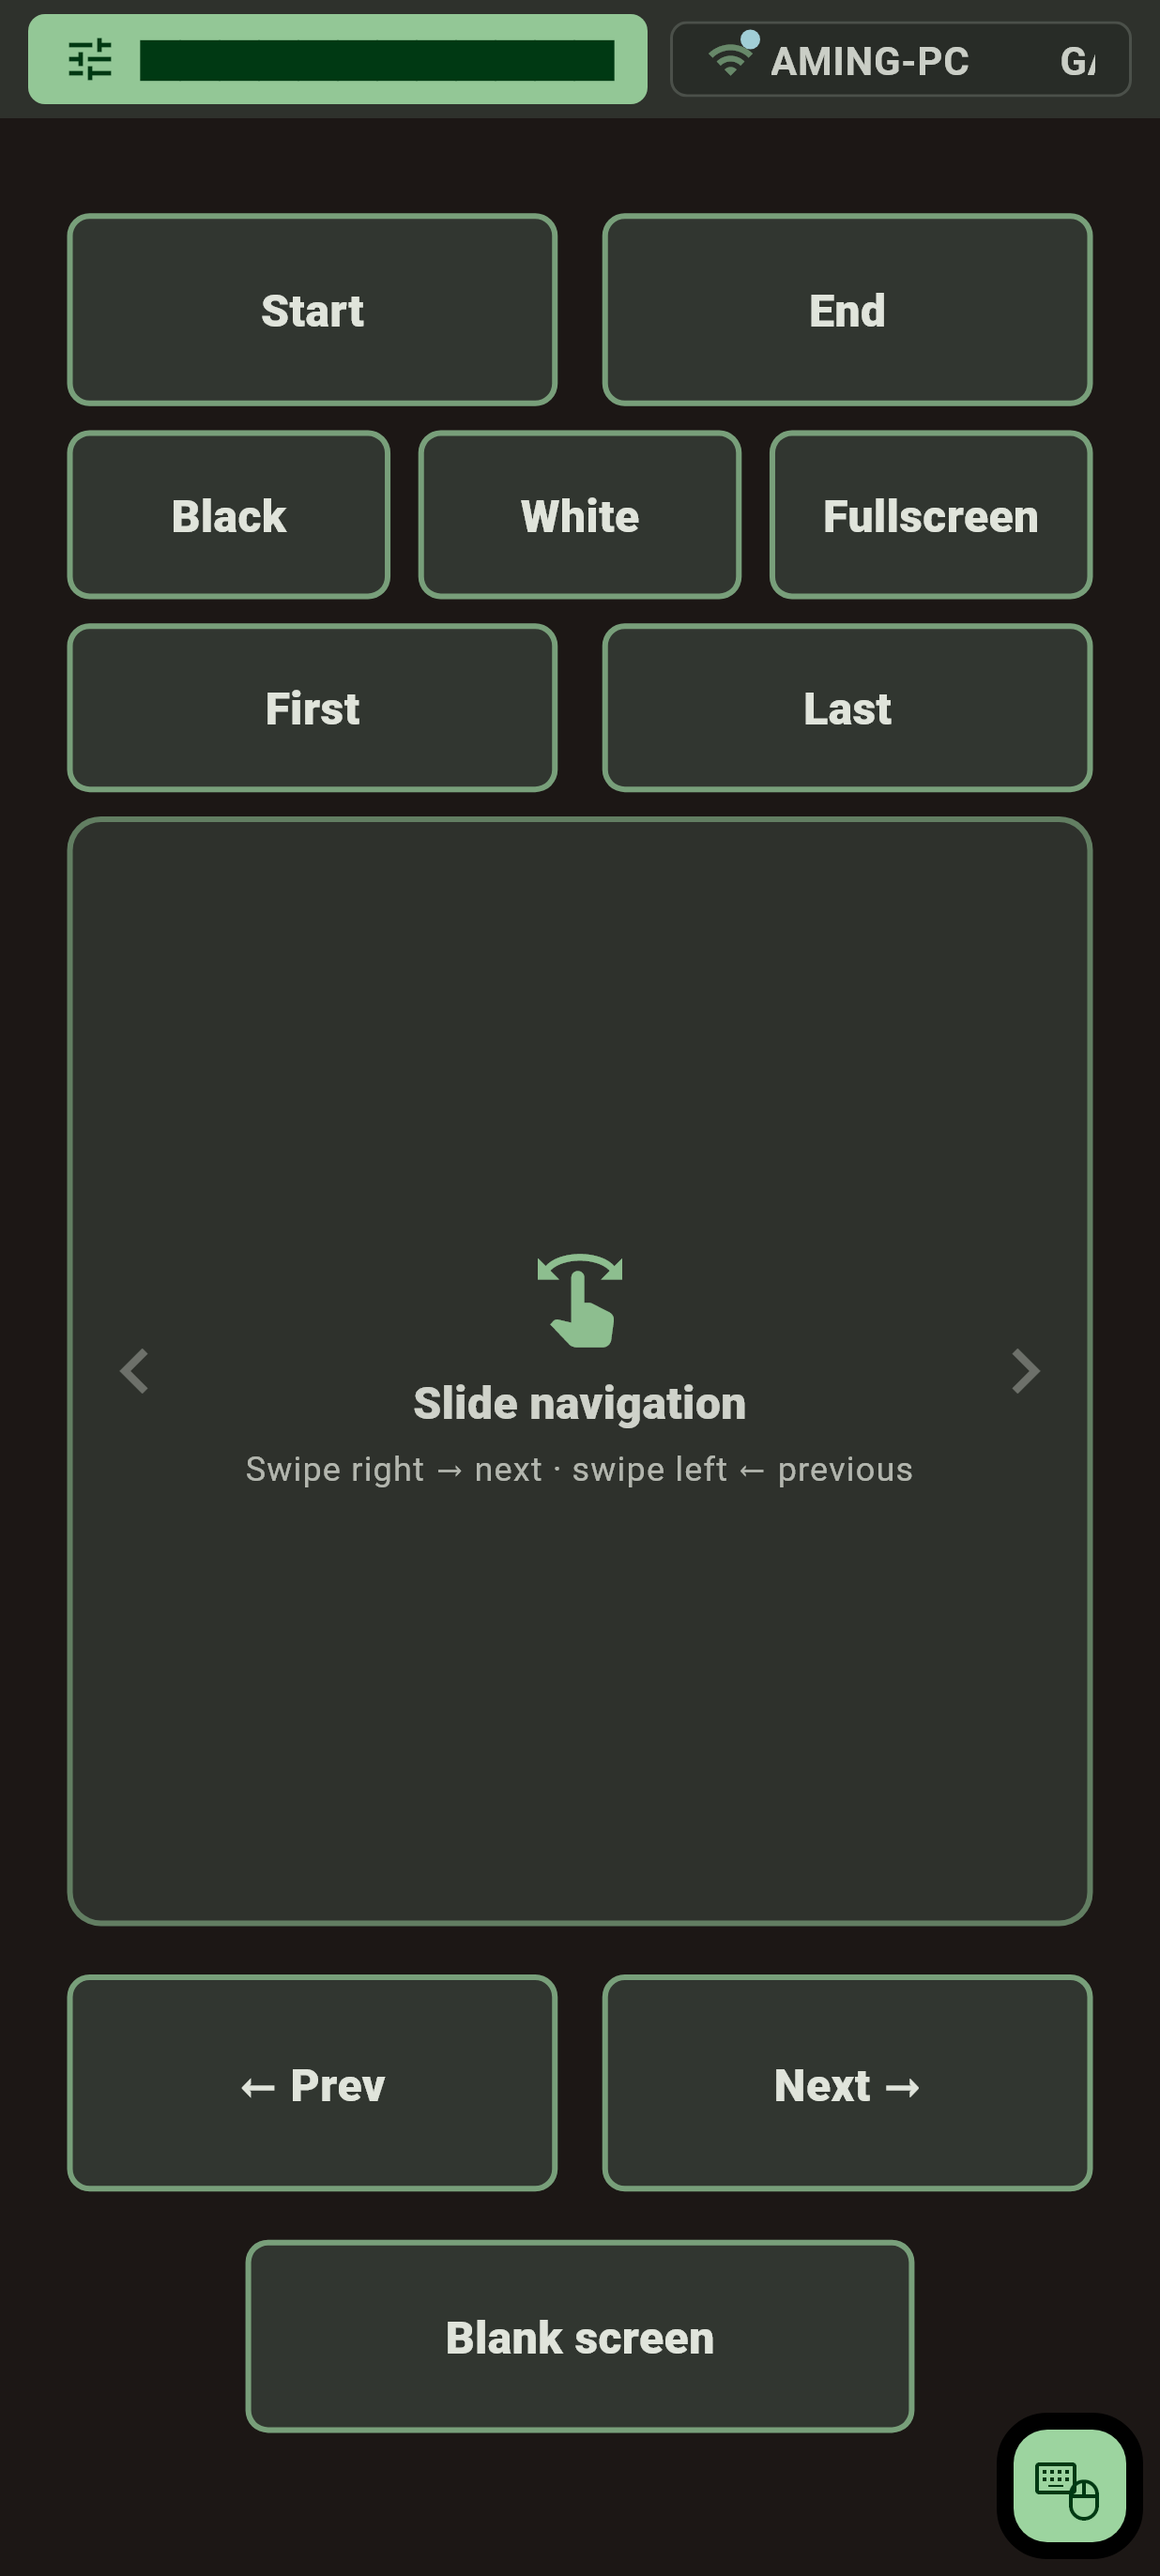 AMING-PC
Start
End
Black
White
Fullscreen
First
Last
Slide navigation
Swipe right → next · swipe left ← previous
← Prev
Next →
Blank screen